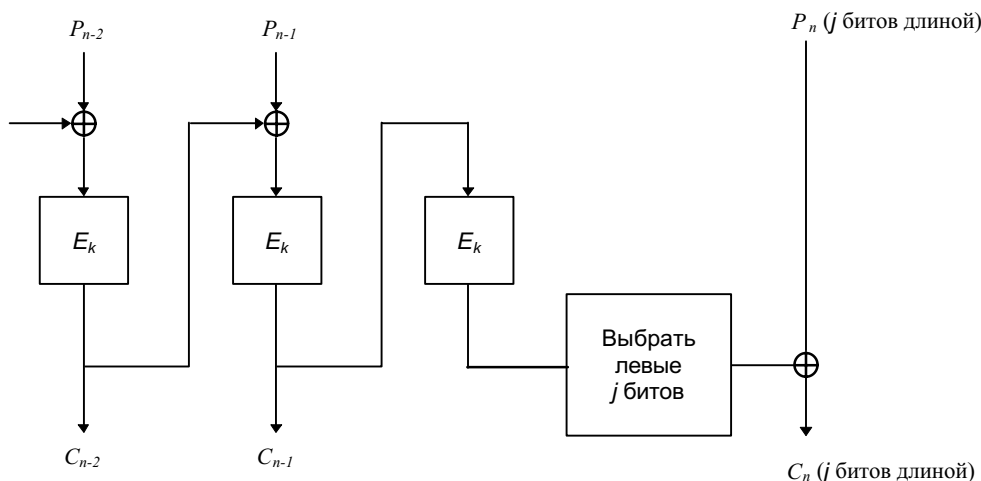 P_{n-2}
P_{n-1}
P_n (j битов длиной)
E_k
E_k
E_k
Выбрать
левые
j битов
C_{n-2}
C_{n-1}
C_n (j битов длиной)